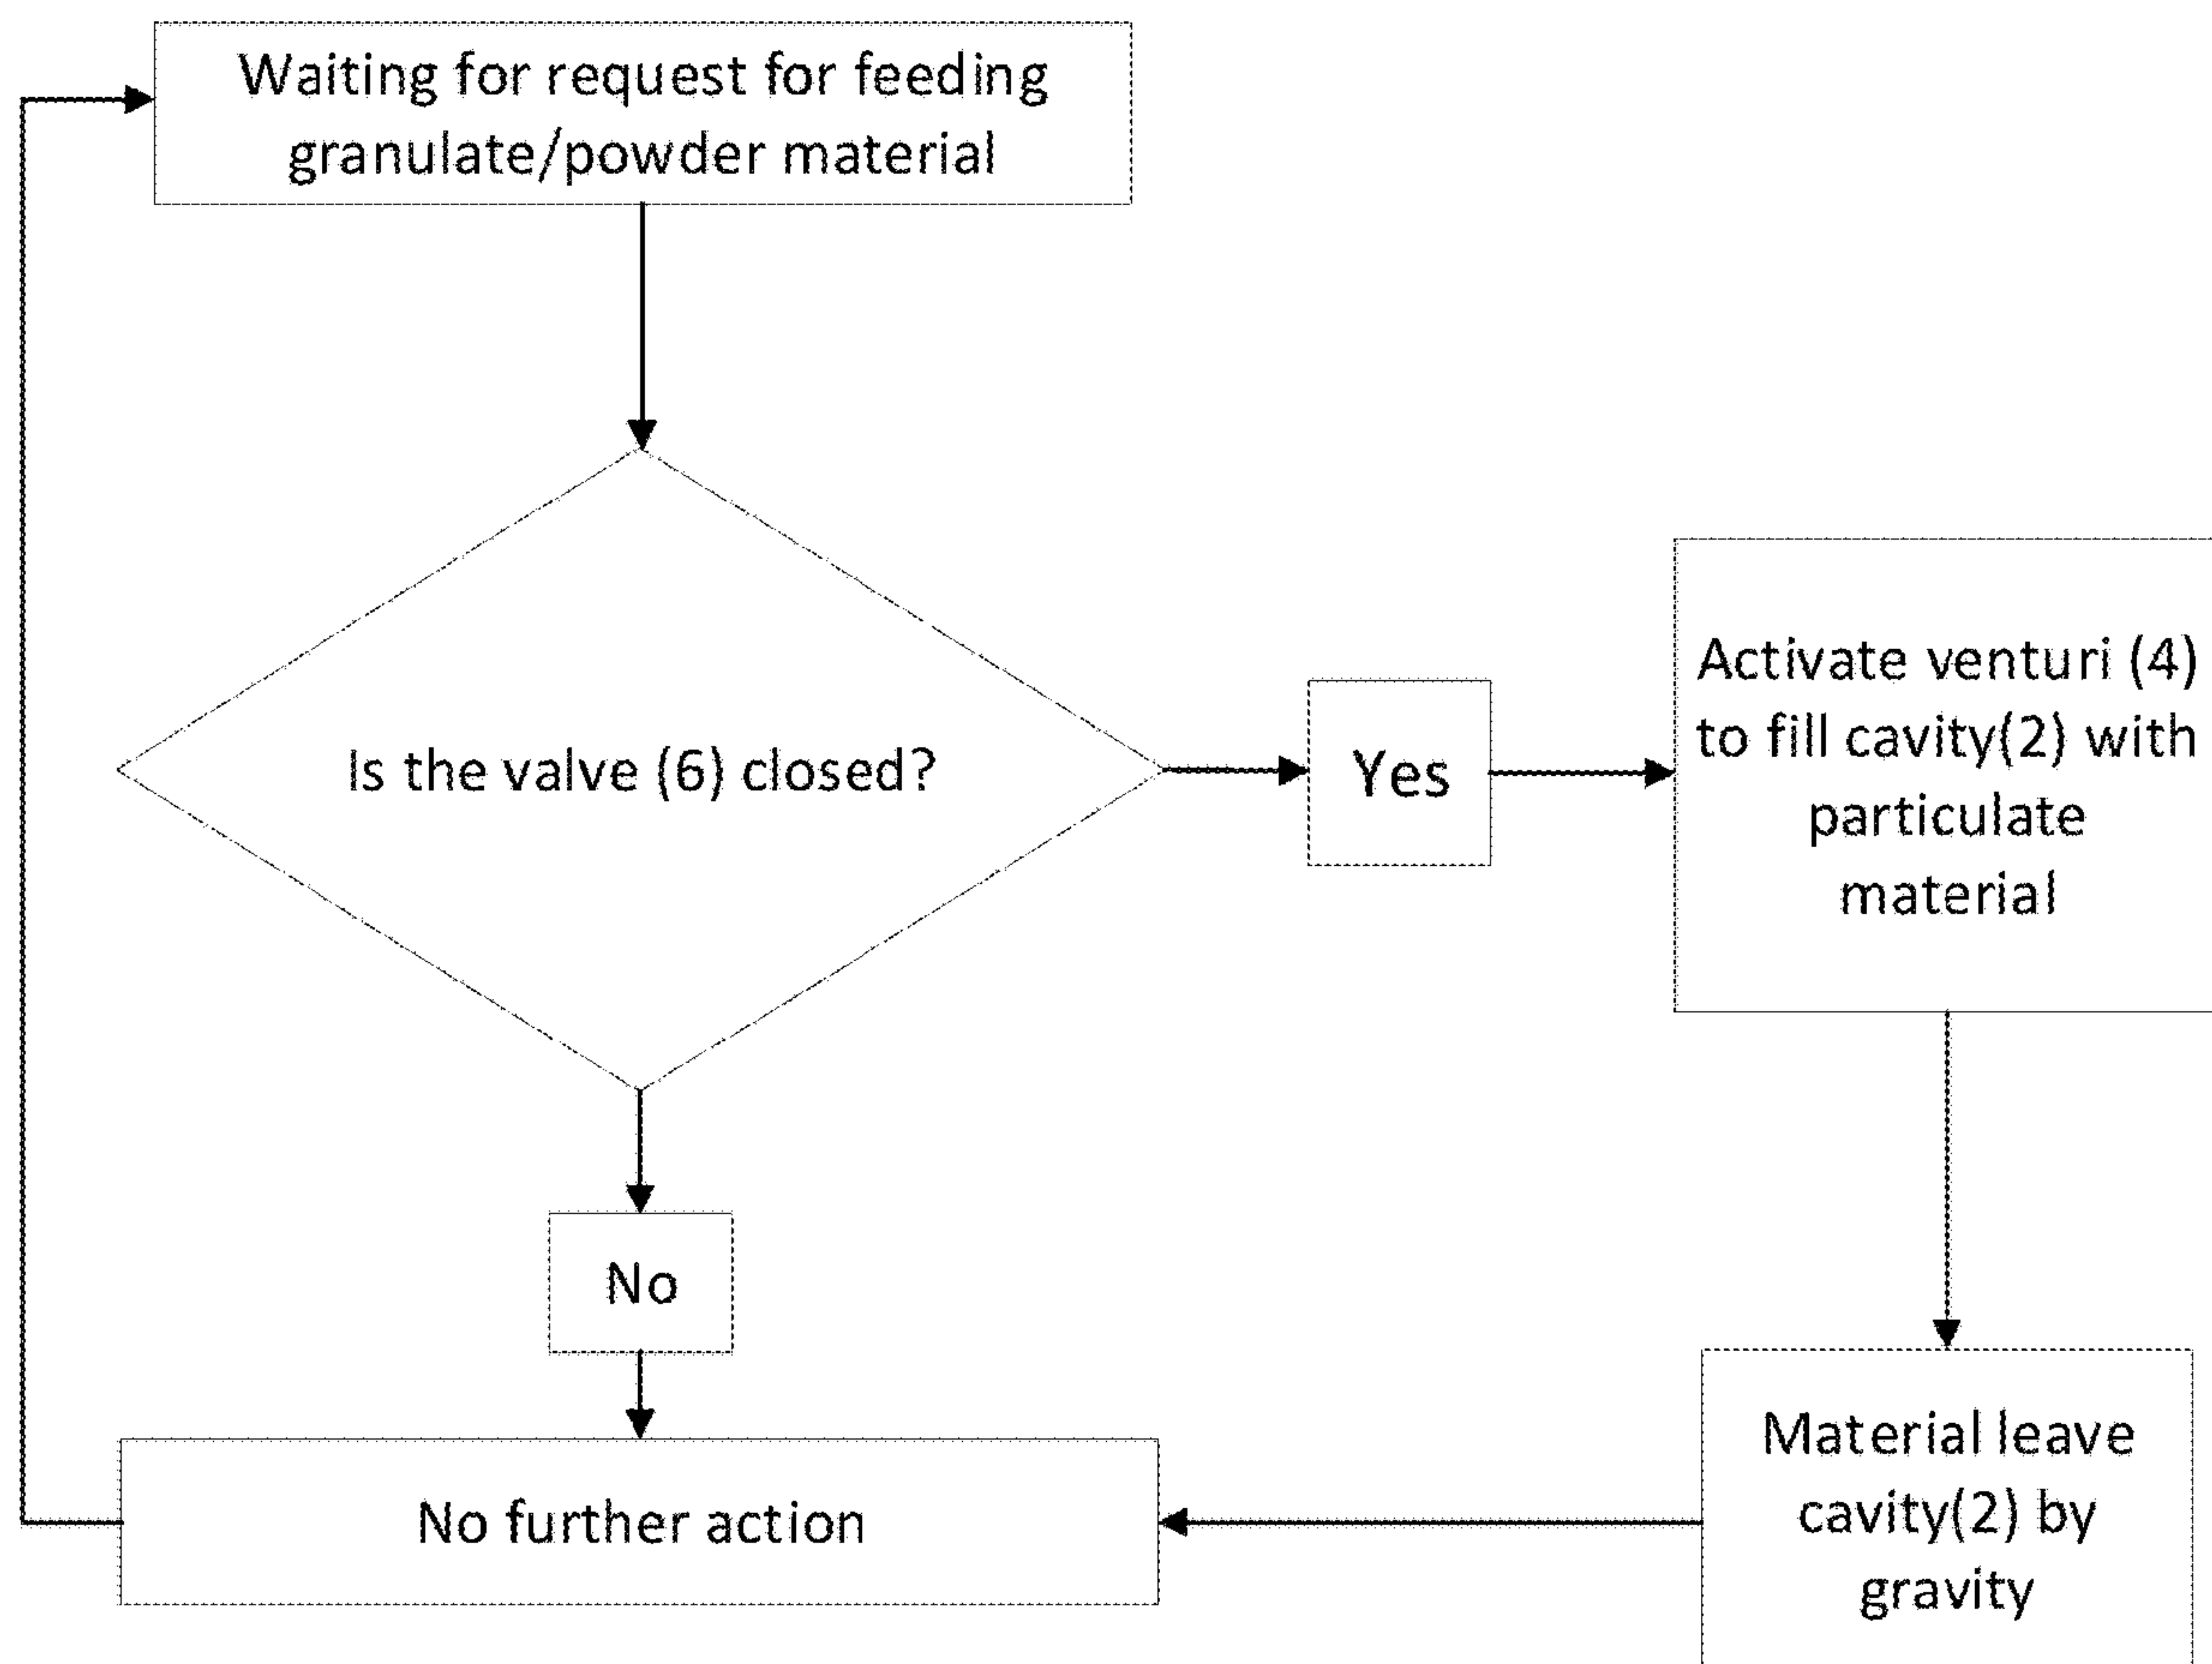 Waiting for request for feeding
granulate/powder material
Is the valve (6) closed?
Yes
Activate venturi (4)
to fill cavity(2) with
particulate
material
No
No further action
Material leave
cavity(2) by
gravity